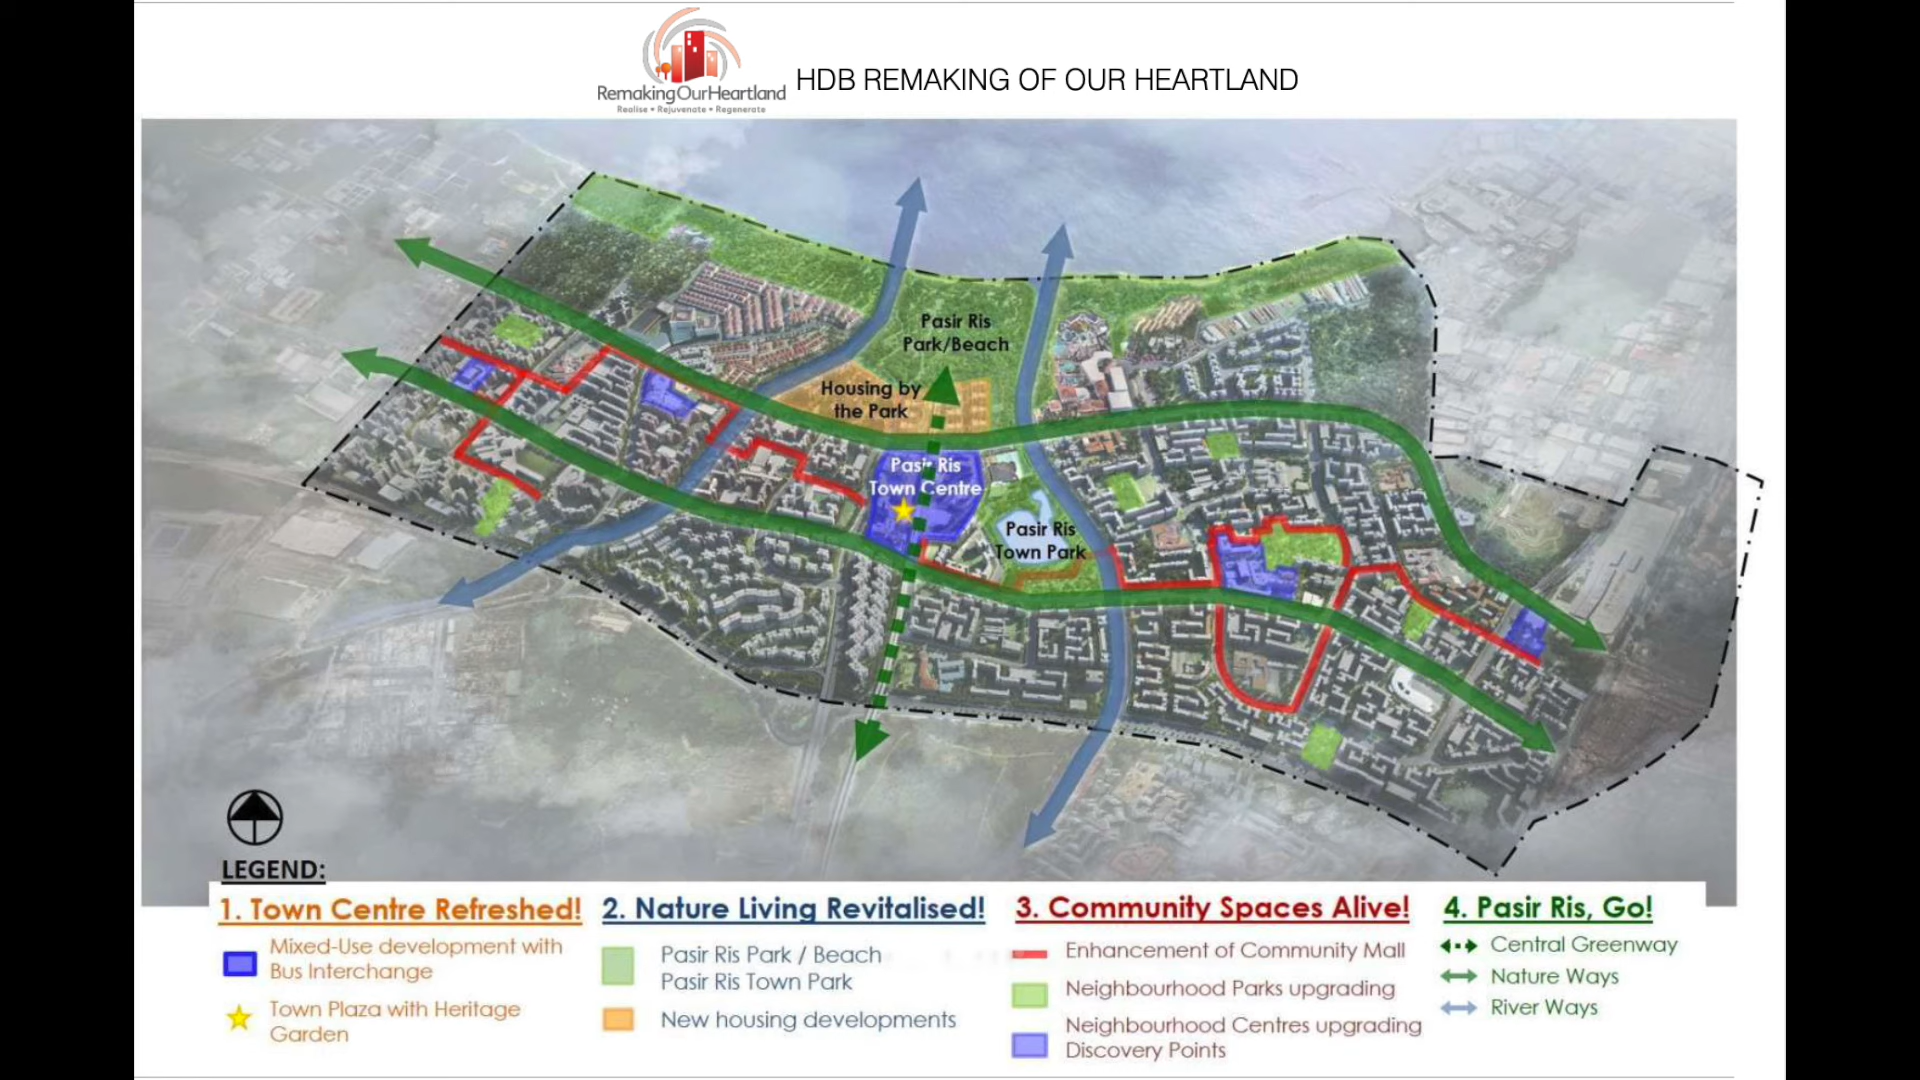 RemakingOurHeartland
Realise • Rejuvenate • Regenerate
HDB REMAKING OF OUR HEARTLAND
Pasir Ris
Park/Beach
Housing by
the Park
Pasir Ris
Town Centre
Pasir Ris
Town Park
LEGEND:
1. Town Centre Refreshed!
Mixed-Use development with
Bus Interchange
Town Plaza with Heritage
Garden
2. Nature Living Revitalised!
Pasir Ris Park / Beach
Pasir Ris Town Park
New housing developments
3. Community Spaces Alive!
Enhancement of Community Mall
Neighbourhood Parks upgrading
Neighbourhood Centres upgrading
Discovery Points
4. Pasir Ris, Go!
Central Greenway
Nature Ways
River Ways